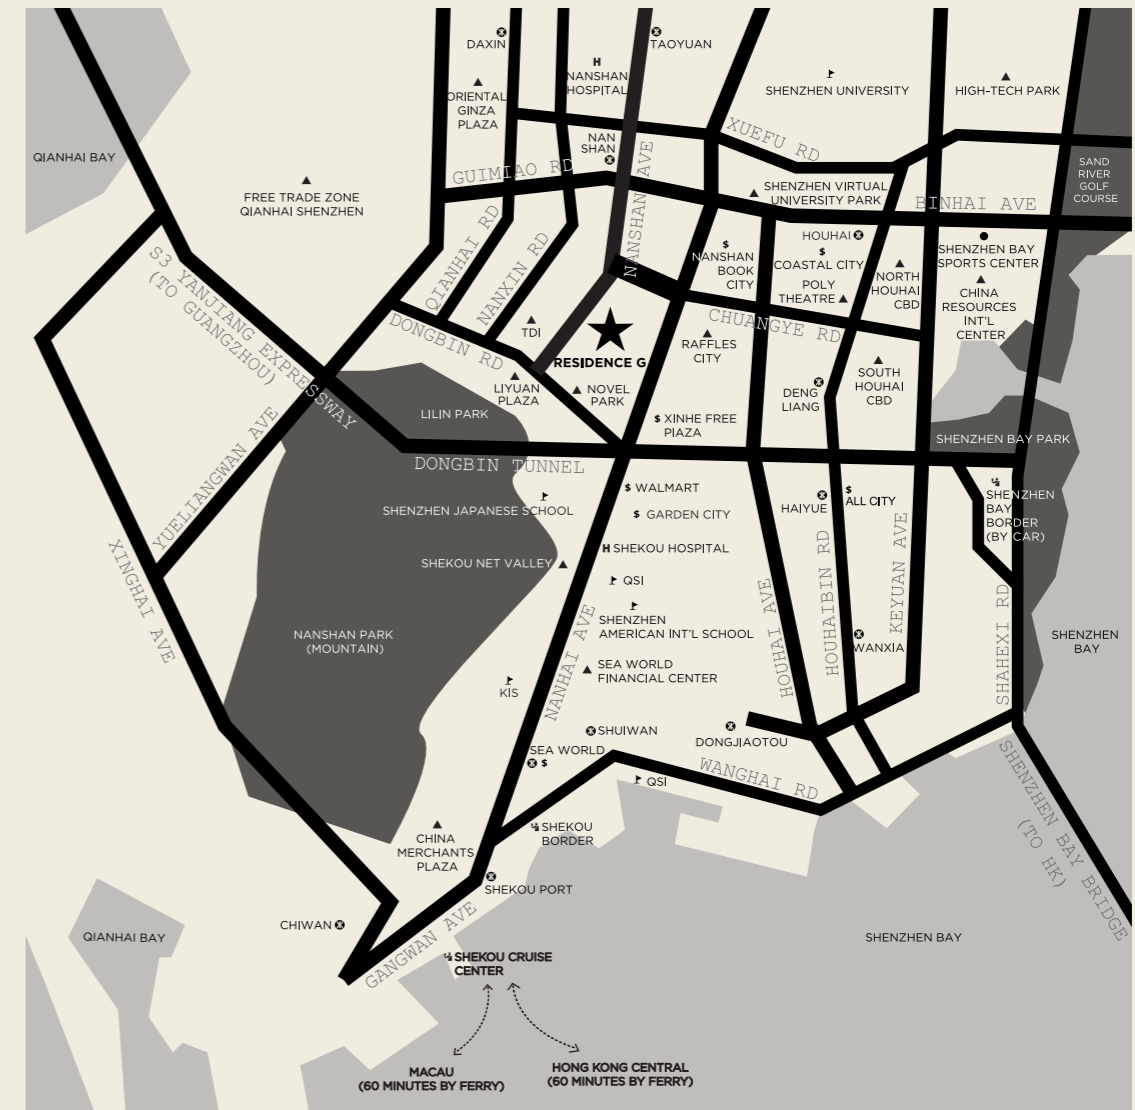 DAXIN
TAOYUAN
H
NANSHAN
HOSPITAL
ORIENTAL
GINZA
PLAZA
SHENZHEN UNIVERSITY
HIGH-TECH PARK
QIANHAI BAY
NAN
SHAN
XUEFU RD
GUIMIAO RD
SAND
RIVER
GOLF
COURSE
FREE TRADE ZONE
QIANHAI SHENZHEN
NANSHAN AVE
SHENZHEN VIRTUAL
UNIVERSITY PARK
BINHAI AVE
S3 YANJIANG EXPRESSWAY
(TO GUANGZHOU)
QIANHAI RD
NANXIN RD
HOUHAI
$
NANSHAN
BOOK
CITY
$
COASTAL CITY
POLY
THEATRE
NORTH
HOUHAI
CBD
SHENZHEN BAY
SPORTS CENTER
CHINA
RESOURCES
INT'L
CENTER
DONGBIN RD
TDI
CHUANGYE RD
RESIDENCE G
RAFFLES
CITY
LIYUAN
PLAZA
NOVEL
PARK
DENG
LIANG
SOUTH
HOUHAI
CBD
LILIN PARK
$ XINHE FREE
PIAZA
SHENZHEN BAY PARK
YUELIANGWAN AVE
DONGBIN TUNNEL
$ WALMART
$ GARDEN CITY
HAIYUE
$
ALL CITY
SHENZHEN
BAY
BORDER
(BY CAR)
SHENZHEN JAPANESE SCHOOL
XINGHAI AVE
H SHEKOU HOSPITAL
SHEKOU NET VALLEY
QSI
SHENZHEN
AMERICAN INT'L SCHOOL
NANHAI AVE
HOUHAI AVE
HOUHAIBIN RD
KEYUAN AVE
SHAHEXI RD
NANSHAN PARK
(MOUNTAIN)
WANXIA
SHENZHEN
BAY
SEA WORLD
FINANCIAL CENTER
KIS
SHUIWAN
DONGJIAOTOU
SEA WORLD
$
WANGHAI RD
QSI
SHENZHEN BAY BRIDGE
(TO HK)
SHEKOU
BORDER
CHINA
MERCHANTS
PLAZA
SHEKOU PORT
CHIWAN
GANGWAN AVE
QIANHAI BAY
SHENZHEN BAY
SHEKOU CRUISE
CENTER
MACAU
(60 MINUTES BY FERRY)
HONG KONG CENTRAL
(60 MINUTES BY FERRY)